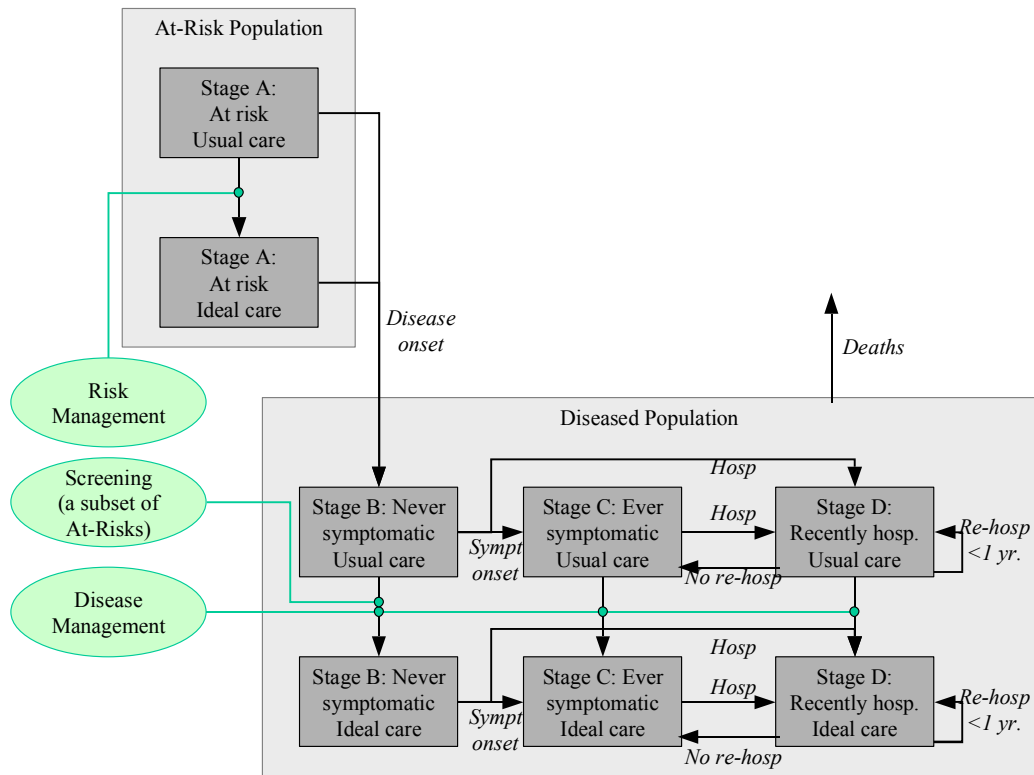 At-Risk Population
Stage A:
At risk
Usual care
Stage A:
At risk
Ideal care
Disease
onset
Deaths
Risk
Management
Diseased Population
Screening
(a subset of
At-Risks)
Hosp
Stage B: Never
symptomatic
Usual care
Sympt
onset
Stage C: Ever
symptomatic
Usual care
Hosp
No re-hosp
Stage D:
Recently hosp.
Usual care
Re-hosp
<1 yr.
Disease
Management
Hosp
Stage B: Never
symptomatic
Ideal care
Sympt
onset
Stage C: Ever
symptomatic
Ideal care
Hosp
No re-hosp
Stage D:
Recently hosp.
Ideal care
Re-hosp
<1 yr.